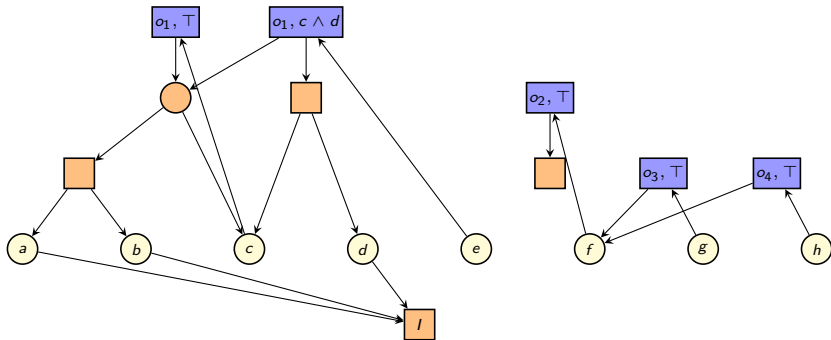 o₁, ⊤
o₁, c ∧ d
o₂, ⊤
o₃, ⊤
o₄, ⊤
a
b
c
d
e
f
g
h
I